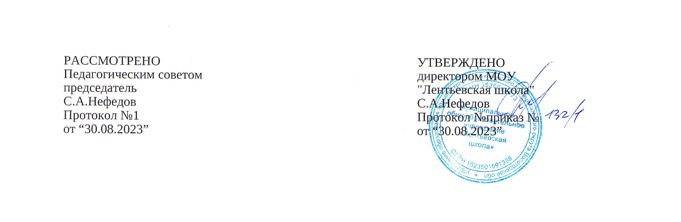 РАССМОТРЕНО
Педагогическим советом
председатель
С.А.Нефедов
Протокол №1
от “30.08.2023”
УТВЕРЖДЕНО
директором МОУ
"Лентьевская школа"
С.А.Нефедов
Протокол №приказ № 132/1
от “30.08.2023”
школа»